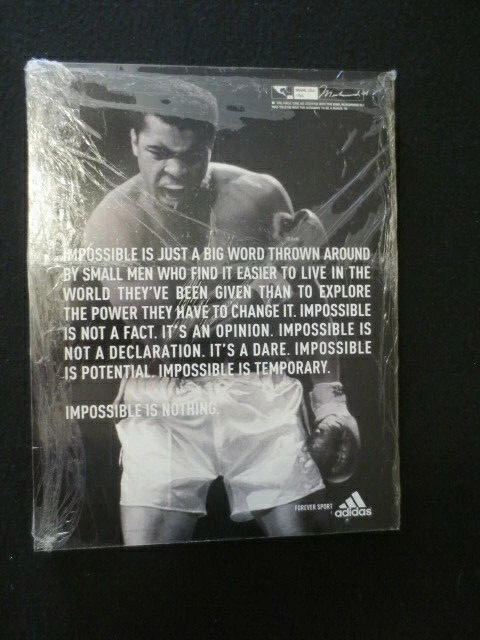 IMPOSSIBLE IS JUST A BIG WORD THROWN AROUND
BY SMALL MEN WHO FIND IT EASIER TO LIVE IN THE
WORLD THEY'VE BEEN GIVEN THAN TO EXPLORE
THE POWER THEY HAVE TO CHANGE IT. IMPOSSIBLE
IS NOT A FACT. IT'S AN OPINION. IMPOSSIBLE IS
NOT A DECLARATION. IT'S A DARE. IMPOSSIBLE
IS POTENTIAL. IMPOSSIBLE IS TEMPORARY.
IMPOSSIBLE IS NOTHING.
FOREVER SPORT
adidas